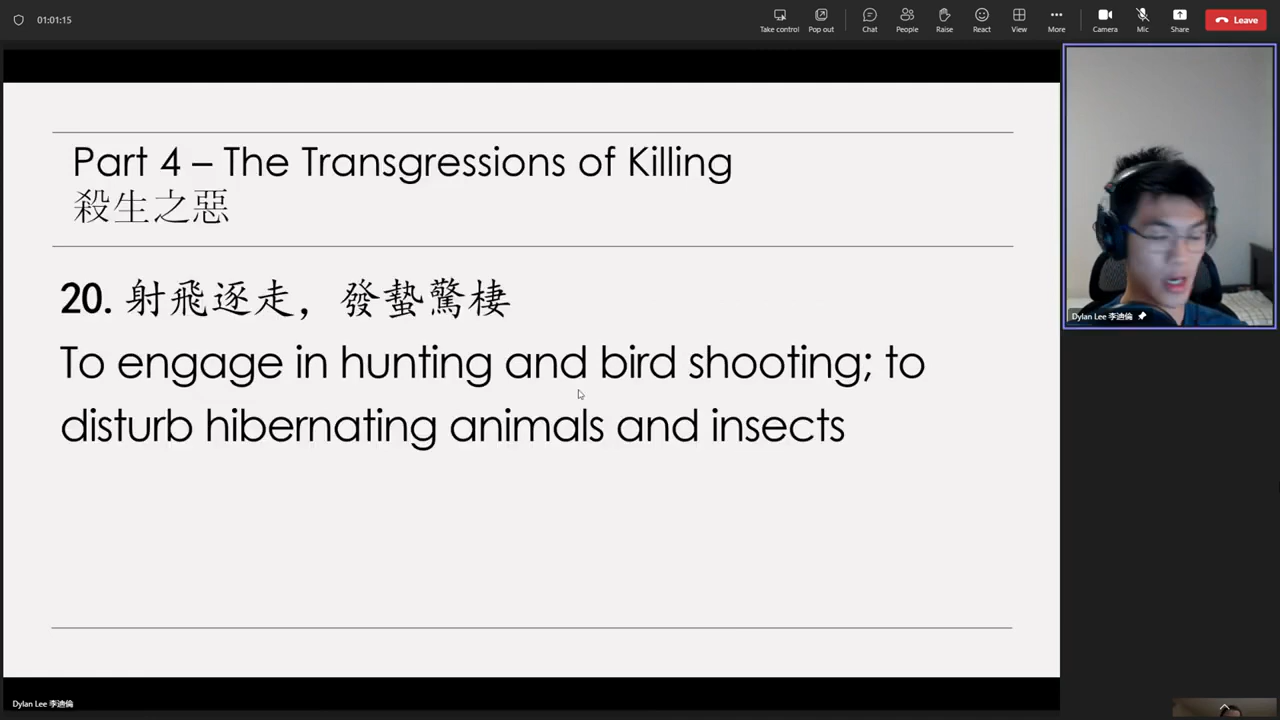 01:01:15
Take control
Pop out
Chat
People
Raise
React
View
More
Camera
Mic
Share
Leave
Part 4 – The Transgressions of Killing
殺生之惡
20. 射飛逐走，發蟄驚棲
To engage in hunting and bird shooting; to
disturb hibernating animals and insects
Dylan Lee 李迪倫
Dylan Lee 李迪倫